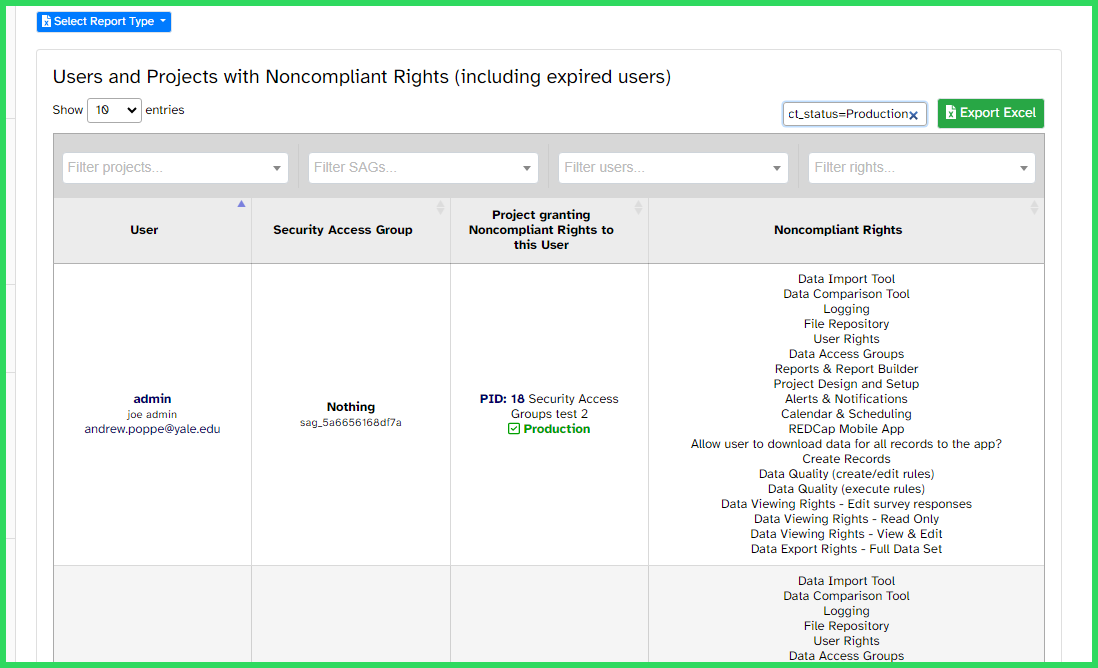 Select Report Type
Users and Projects with Noncompliant Rights (including expired users)
Show 10 entries
ct_status=Production
Export Excel
Filter projects...
Filter SAGs...
Filter users...
Filter rights...
User
Security Access Group
Project granting
Noncompliant Rights to
this User
Noncompliant Rights
admin
joe admin
andrew.poppe@yale.edu
Nothing
sag_5a6656168df7a
PID: 18 Security Access
Groups test 2
Production
Data Import Tool
Data Comparison Tool
Logging
File Repository
User Rights
Data Access Groups
Reports & Report Builder
Project Design and Setup
Alerts & Notifications
Calendar & Scheduling
REDCap Mobile App
Allow user to download data for all records to the app?
Create Records
Data Quality (create/edit rules)
Data Quality (execute rules)
Data Viewing Rights - Edit survey responses
Data Viewing Rights - Read Only
Data Viewing Rights - View & Edit
Data Export Rights - Full Data Set
Data Import Tool
Data Comparison Tool
Logging
File Repository
User Rights
Data Access Groups